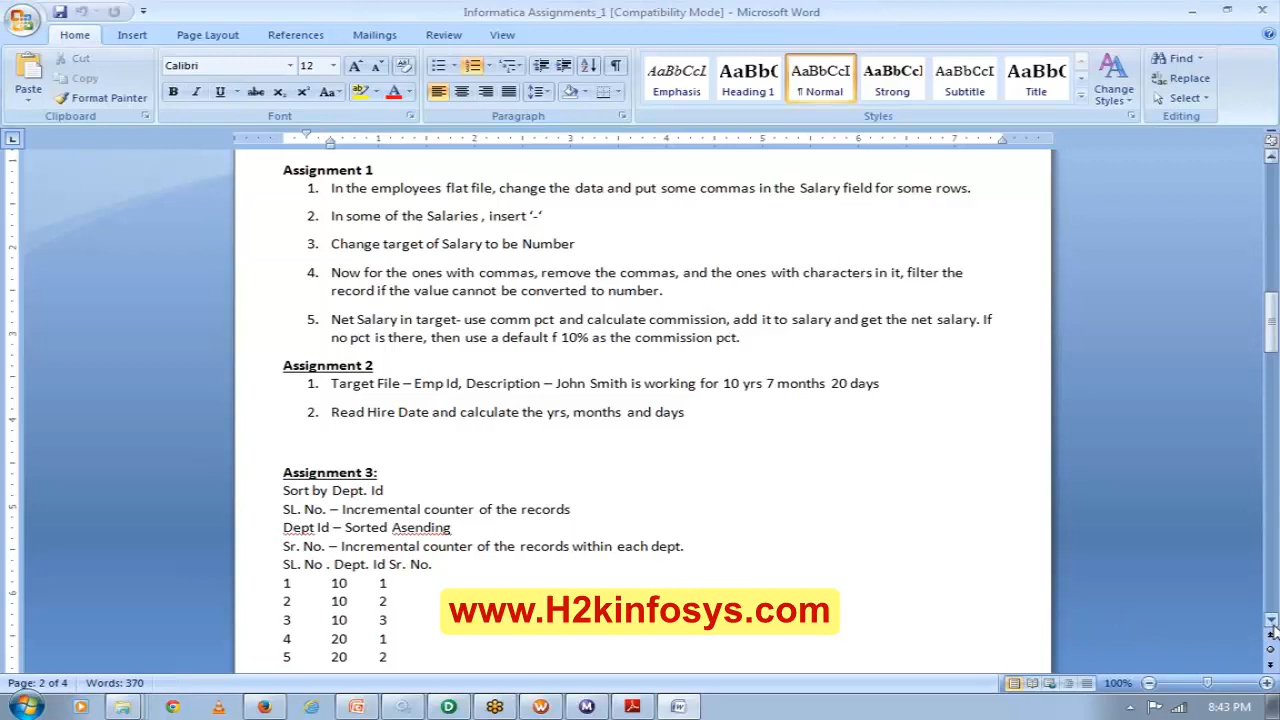 Informatica Assignments_1 [Compatibility Mode] - Microsoft Word
Home Insert Page Layout References Mailings Review View
Paste Cut Copy Format Painter Clipboard
Calibri 12 Font
Paragraph
AaBbCcI Emphasis AaBbC Heading 1 AaBbCcI ¶ Normal AaBbCcI Strong AaBbCcI Subtitle AaBbC Title Change Styles Styles
Find Replace Select Editing
1 2 3 4 5 6 7
Assignment 1
1. In the employees flat file, change the data and put some commas in the Salary field for some rows.
2. In some of the Salaries , insert ‘-‘
3. Change target of Salary to be Number
4. Now for the ones with commas, remove the commas, and the ones with characters in it, filter the
record if the value cannot be converted to number.
5. Net Salary in target- use comm pct and calculate commission, add it to salary and get the net salary. If
no pct is there, then use a default f 10% as the commission pct.
Assignment 2
1. Target File – Emp Id, Description – John Smith is working for 10 yrs 7 months 20 days
2. Read Hire Date and calculate the yrs, months and days
Assignment 3:
Sort by Dept. Id
SL. No. – Incremental counter of the records
Dept Id – Sorted Asending
Sr. No. – Incremental counter of the records within each dept.
SL. No . Dept. Id Sr. No.
1 10 1
2 10 2
3 10 3
4 20 1
5 20 2
www.H2kinfosys.com
Page: 2 of 4 Words: 370 100%
8:43 PM